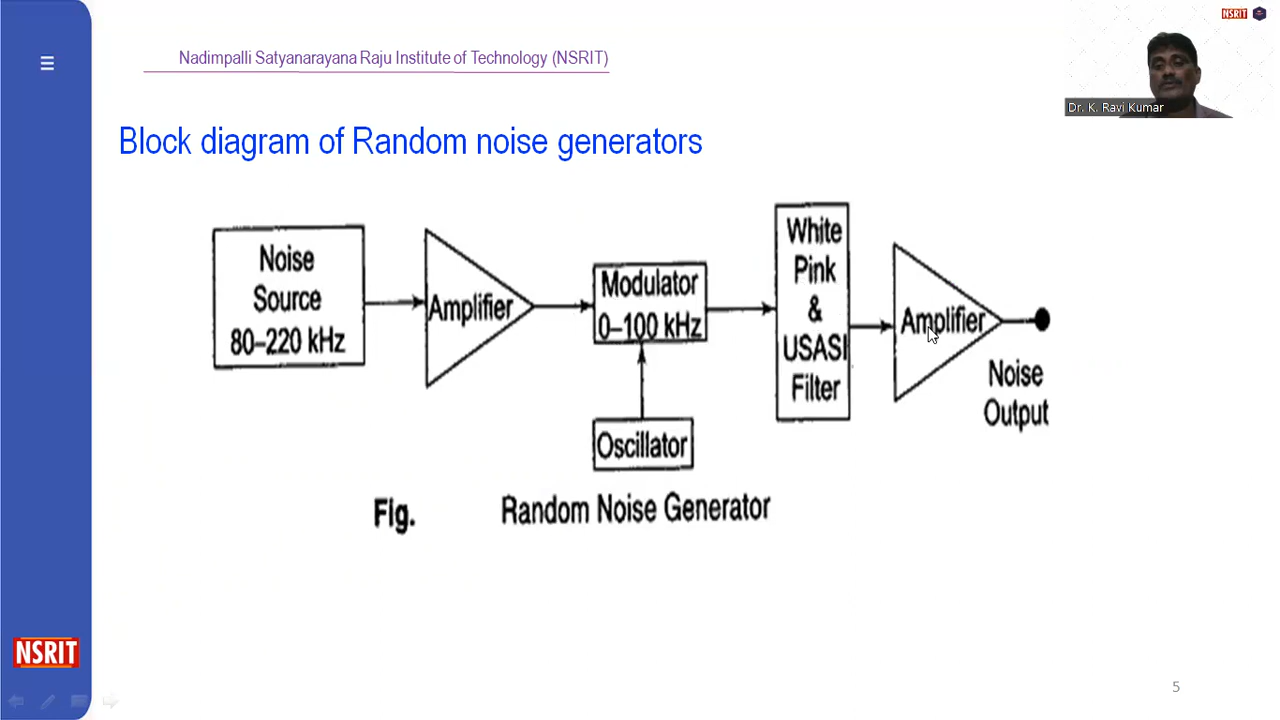 NSRIT
Nadimpalli Satyanarayana Raju Institute of Technology (NSRIT)
Dr. K. Ravi Kumar
Block diagram of Random noise generators
Noise
Source
80–220 kHz
Amplifier
Modulator
0–100 kHz
Oscillator
White
Pink
&
USASI
Filter
Amplifier
Noise
Output
Fig.
Random Noise Generator
NSRIT
5